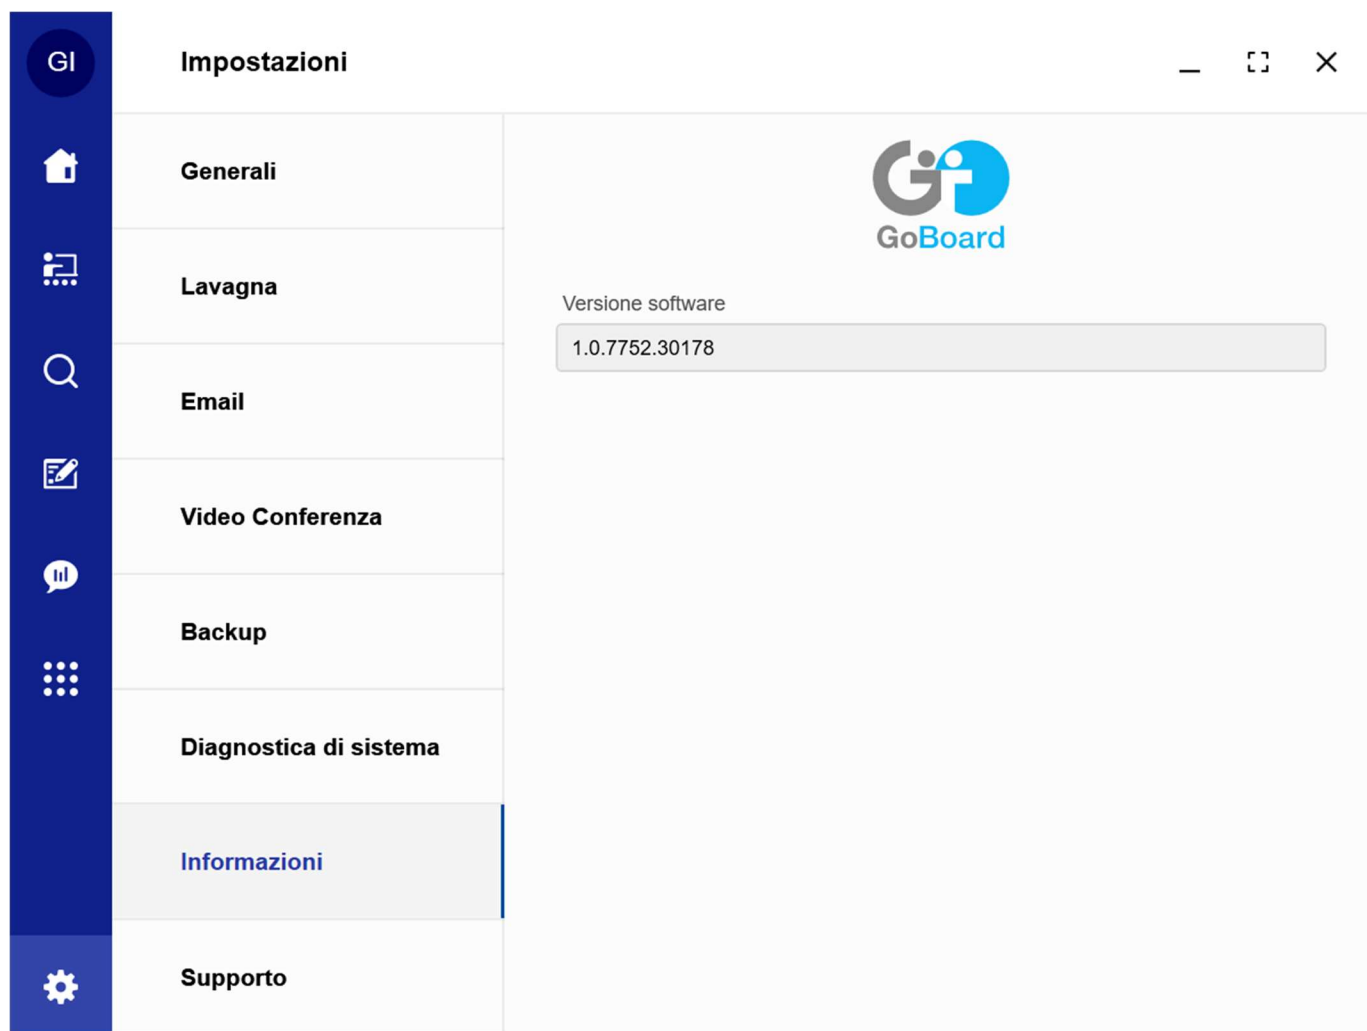 GI
Impostazioni
Generali
Lavagna
Email
Video Conferenza
Backup
Diagnostica di sistema
Informazioni
Supporto
GoBoard
Versione software
1.0.7752.30178